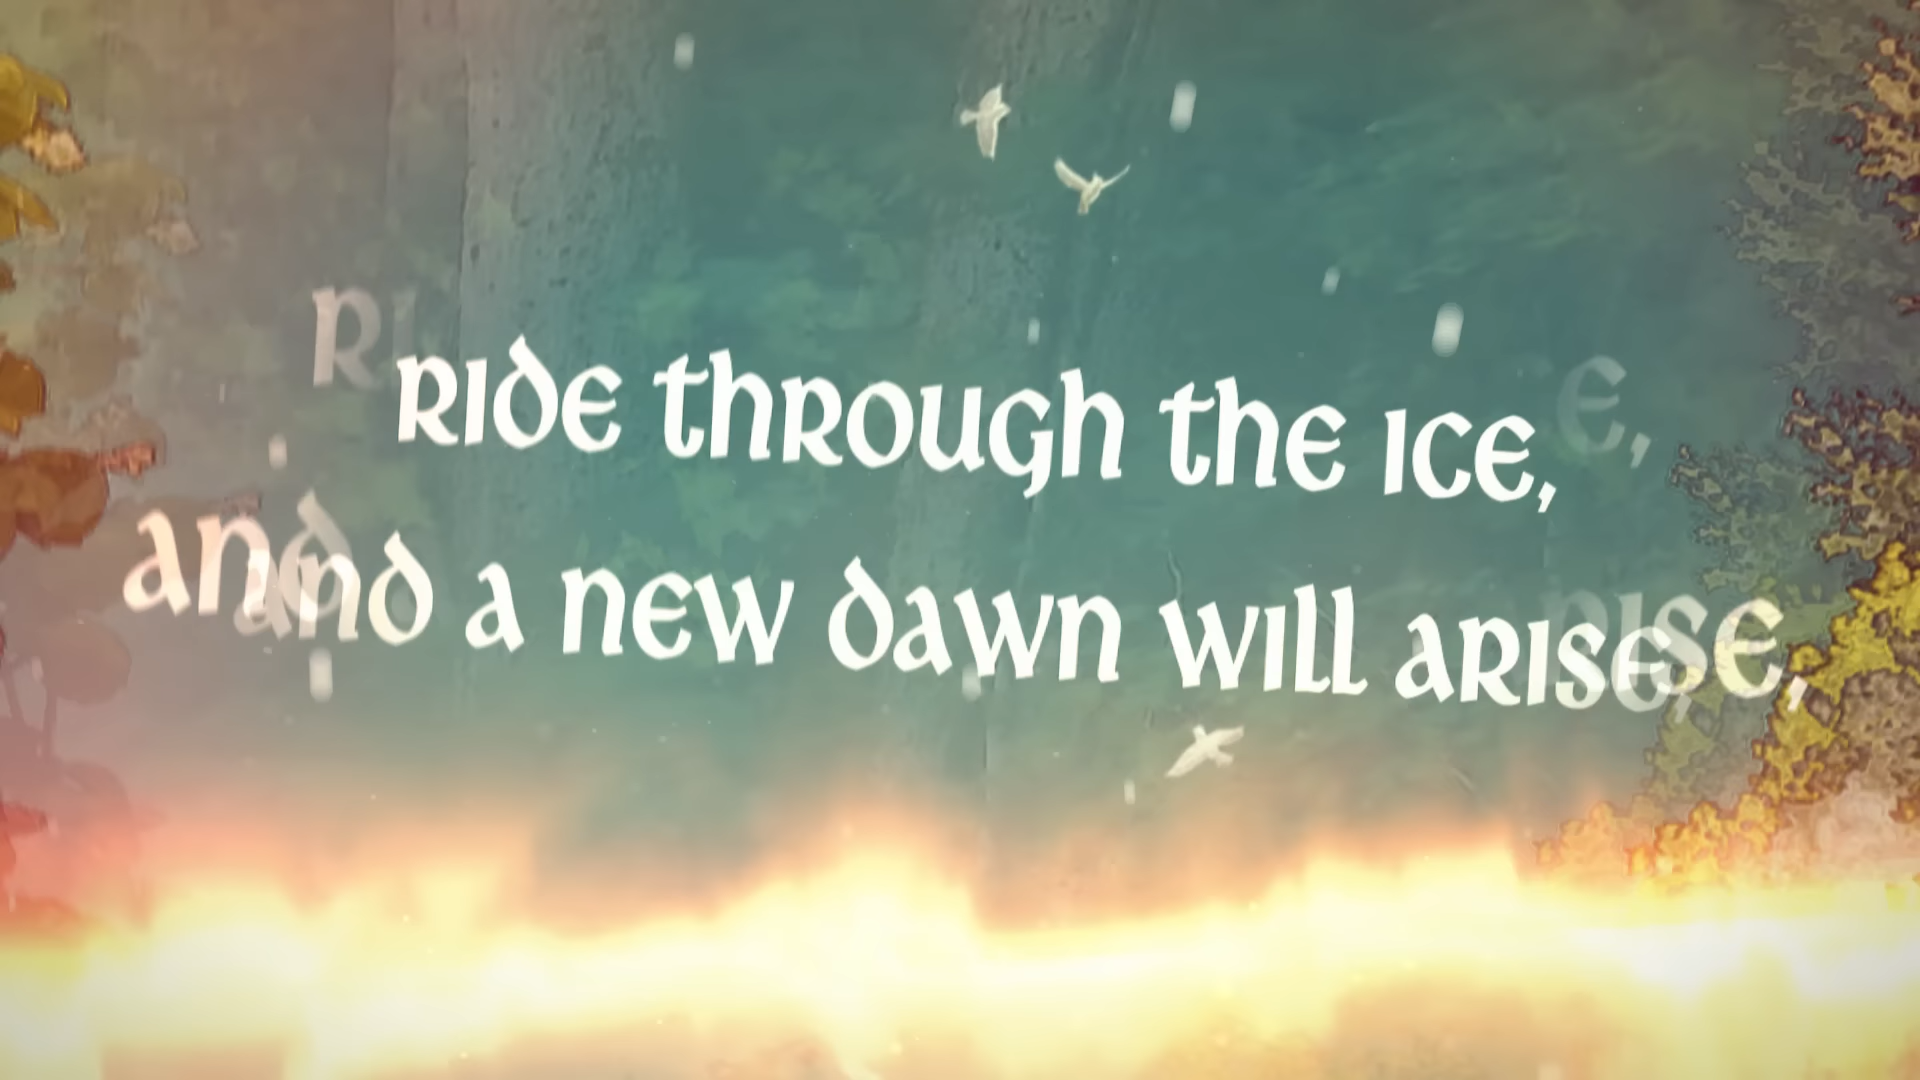 Ride through the ice,
and a new dawn will arise,